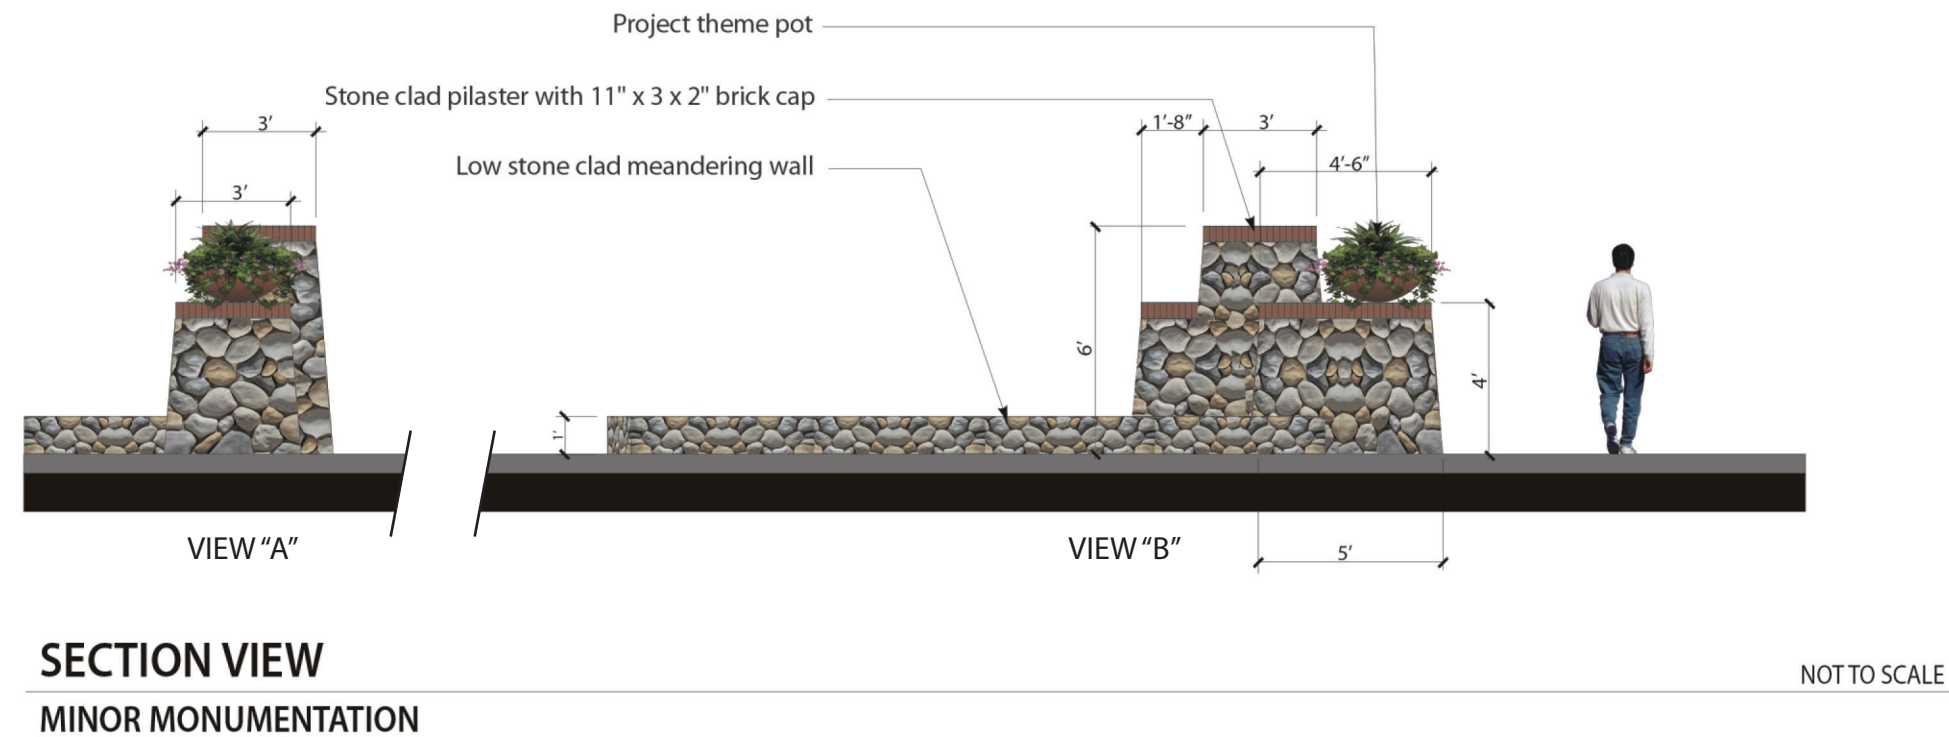 Project theme pot
Stone clad pilaster with 11" x 3 x 2" brick cap
3’
1’-8”
3’
Low stone clad meandering wall
4’-6”
3’
6’
4’
1’
VIEW “A”
VIEW “B”
5’
SECTION VIEW
NOT TO SCALE
MINOR MONUMENTATION